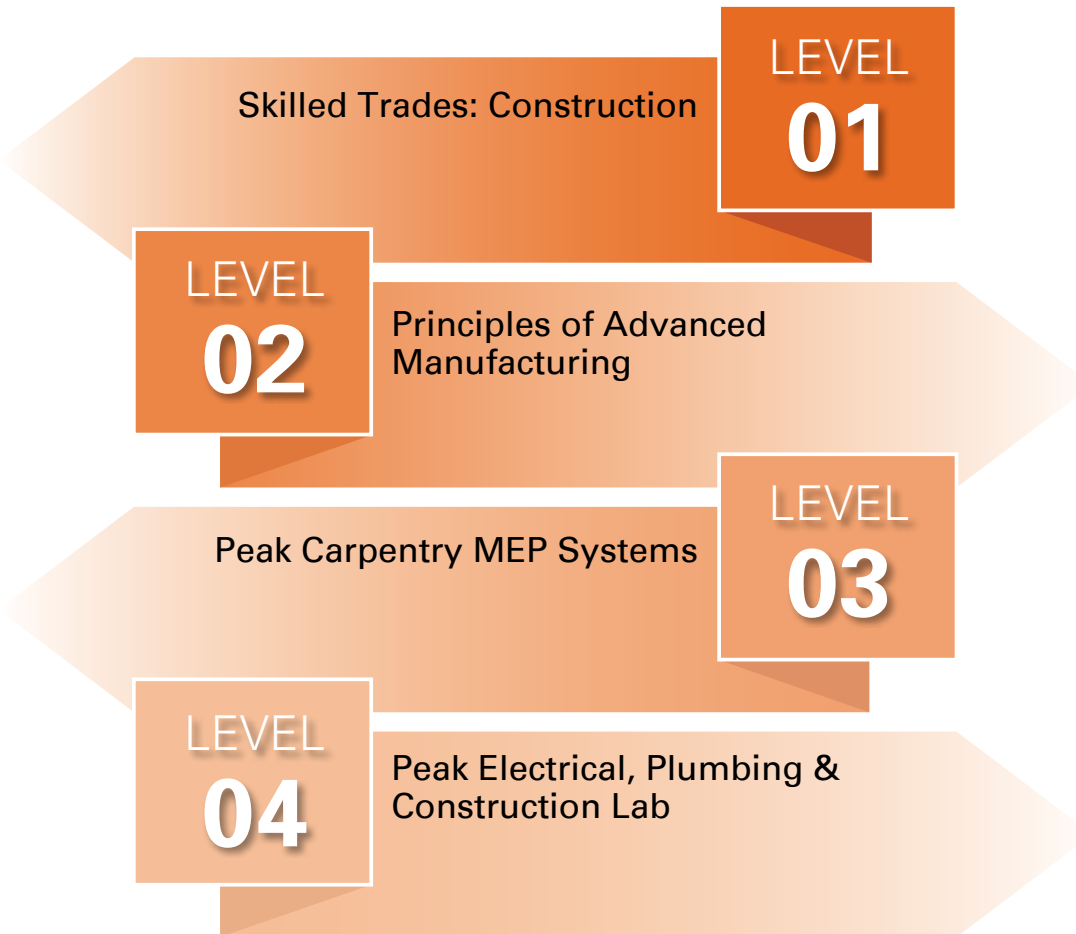 LEVEL
01
Skilled Trades: Construction
LEVEL
02
Principles of Advanced
Manufacturing
LEVEL
03
Peak Carpentry MEP Systems
LEVEL
04
Peak Electrical, Plumbing &
Construction Lab